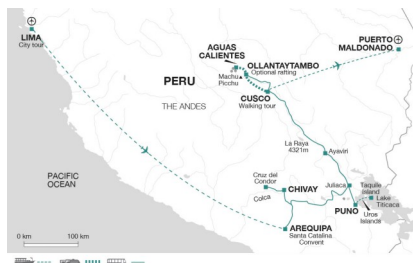 LIMA
City tour
PUERTO
MALDONADO
AGUAS
CALIENTES
OLLANTAYTAMBO
Optional rafting
Machu
Picchu
PERU
CUSCO
Walking tour
THE ANDES
La Raya
4321m
Ayaviri
PACIFIC
OCEAN
Cruz del
Condor
CHIVAY
Colca
Juliaca
Taquile
Island
Lake
Titicaca
PUNO
Uros
Islands
AREQUIPA
Santa Catalina
Convent
0 km
100 km